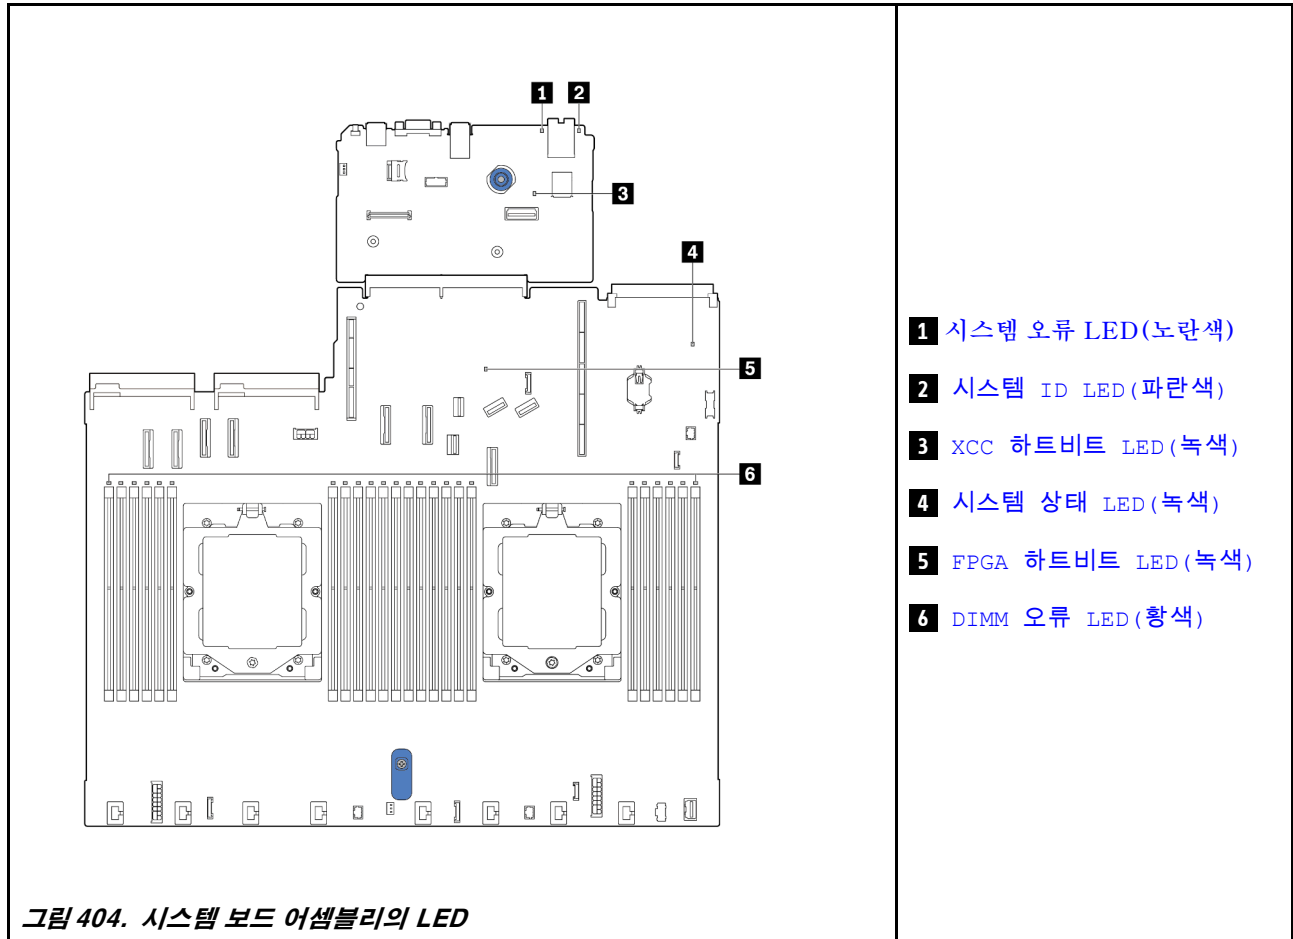 1 2
3
4
5
6
1 시스템 오류 LED(노란색)
2 시스템 ID LED(파란색)
3 XCC 하트비트 LED(녹색)
4 시스템 상태 LED(녹색)
5 FPGA 하트비트 LED(녹색)
6 DIMM 오류 LED(황색)
그림 404. 시스템 보드 어셈블리의 LED